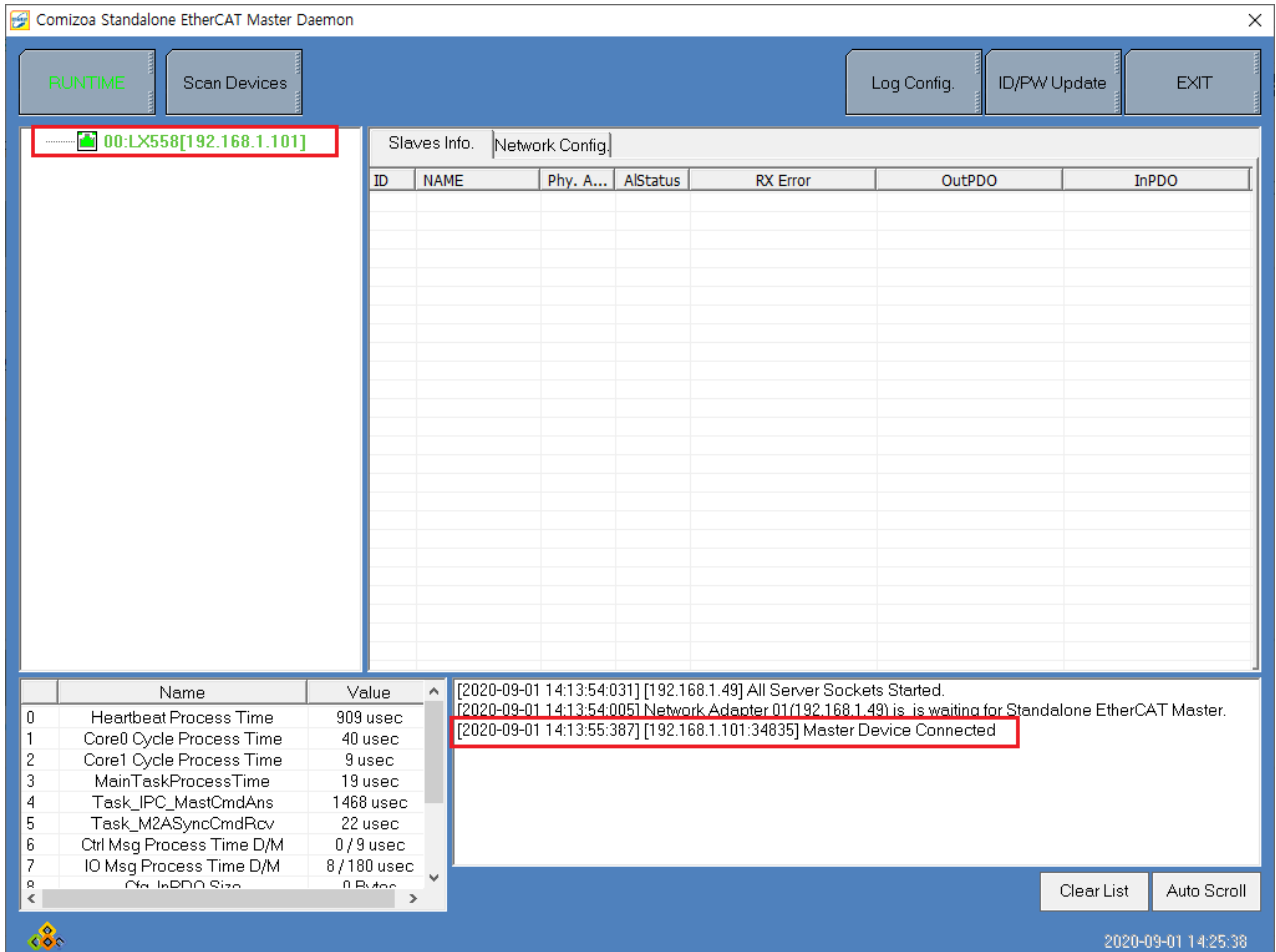 Comizoa Standalone EtherCAT Master Daemon
RUNTIME
Scan Devices
Log Config.
ID/PW Update
EXIT
00:LX558[192.168.1.101]
Slaves Info.
Network Config.
ID NAME Phy. A... AlStatus RX Error OutPDO InPDO
Name Value
0 Heartbeat Process Time 909 usec
1 Core0 Cycle Process Time 40 usec
2 Core1 Cycle Process Time 9 usec
3 MainTaskProcessTime 19 usec
4 Task_IPC_MastCmdAns 1468 usec
5 Task_M2ASyncCmdRcv 22 usec
6 Ctrl Msg Process Time D/M 0 / 9 usec
7 IO Msg Process Time D/M 8 / 180 usec
8 Cfg. InPDO Size 0 Bytes
[2020-09-01 14:13:54:031] [192.168.1.49] All Server Sockets Started.
[2020-09-01 14:13:54:005] Network Adapter 01(192.168.1.49) is is waiting for Standalone EtherCAT Master.
[2020-09-01 14:13:55:387] [192.168.1.101:34835] Master Device Connected
Clear List
Auto Scroll
2020-09-01 14:25:38